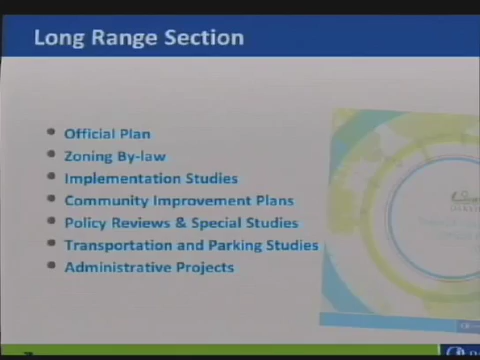 Long Range Section
Official Plan
Zoning By-law
Implementation Studies
Community Improvement Plans
Policy Reviews & Special Studies
Transportation and Parking Studies
Administrative Projects